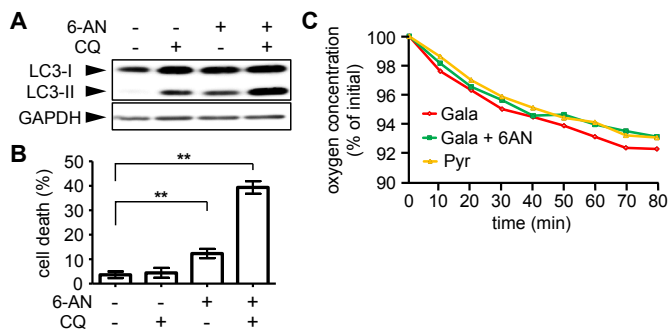 A
6-AN - - + +
CQ - + - +
LC3-I
LC3-II
GAPDH
B
cell death (%)
50
40
30
20
10
0
**
**
6-AN - - + +
CQ - + - +
C
oxygen concentration
(% of initial)
100
98
96
94
92
90
Gala
Gala + 6AN
Pyr
0 10 20 30 40 50 60 70 80
time (min)